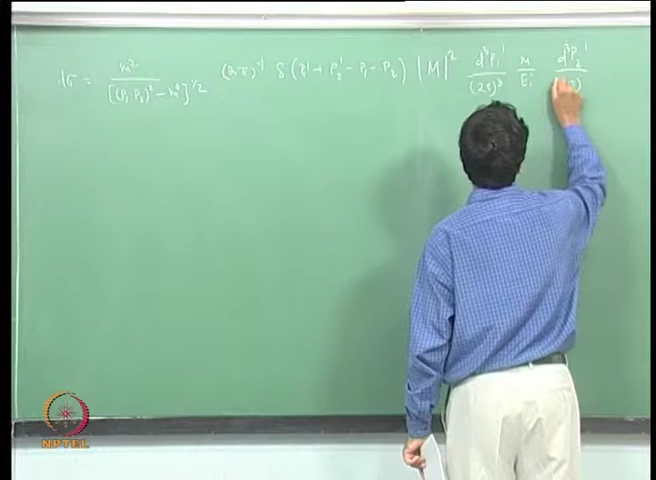 dσ = m² / [(P₁·P₂)² − m⁴]^{1/2} (2π)⁴ δ(P₁′ + P₂′ − P₁ − P₂) |M|² d³P₁′ / (2π)³ m / E₁ d³P₂′
NPTEL